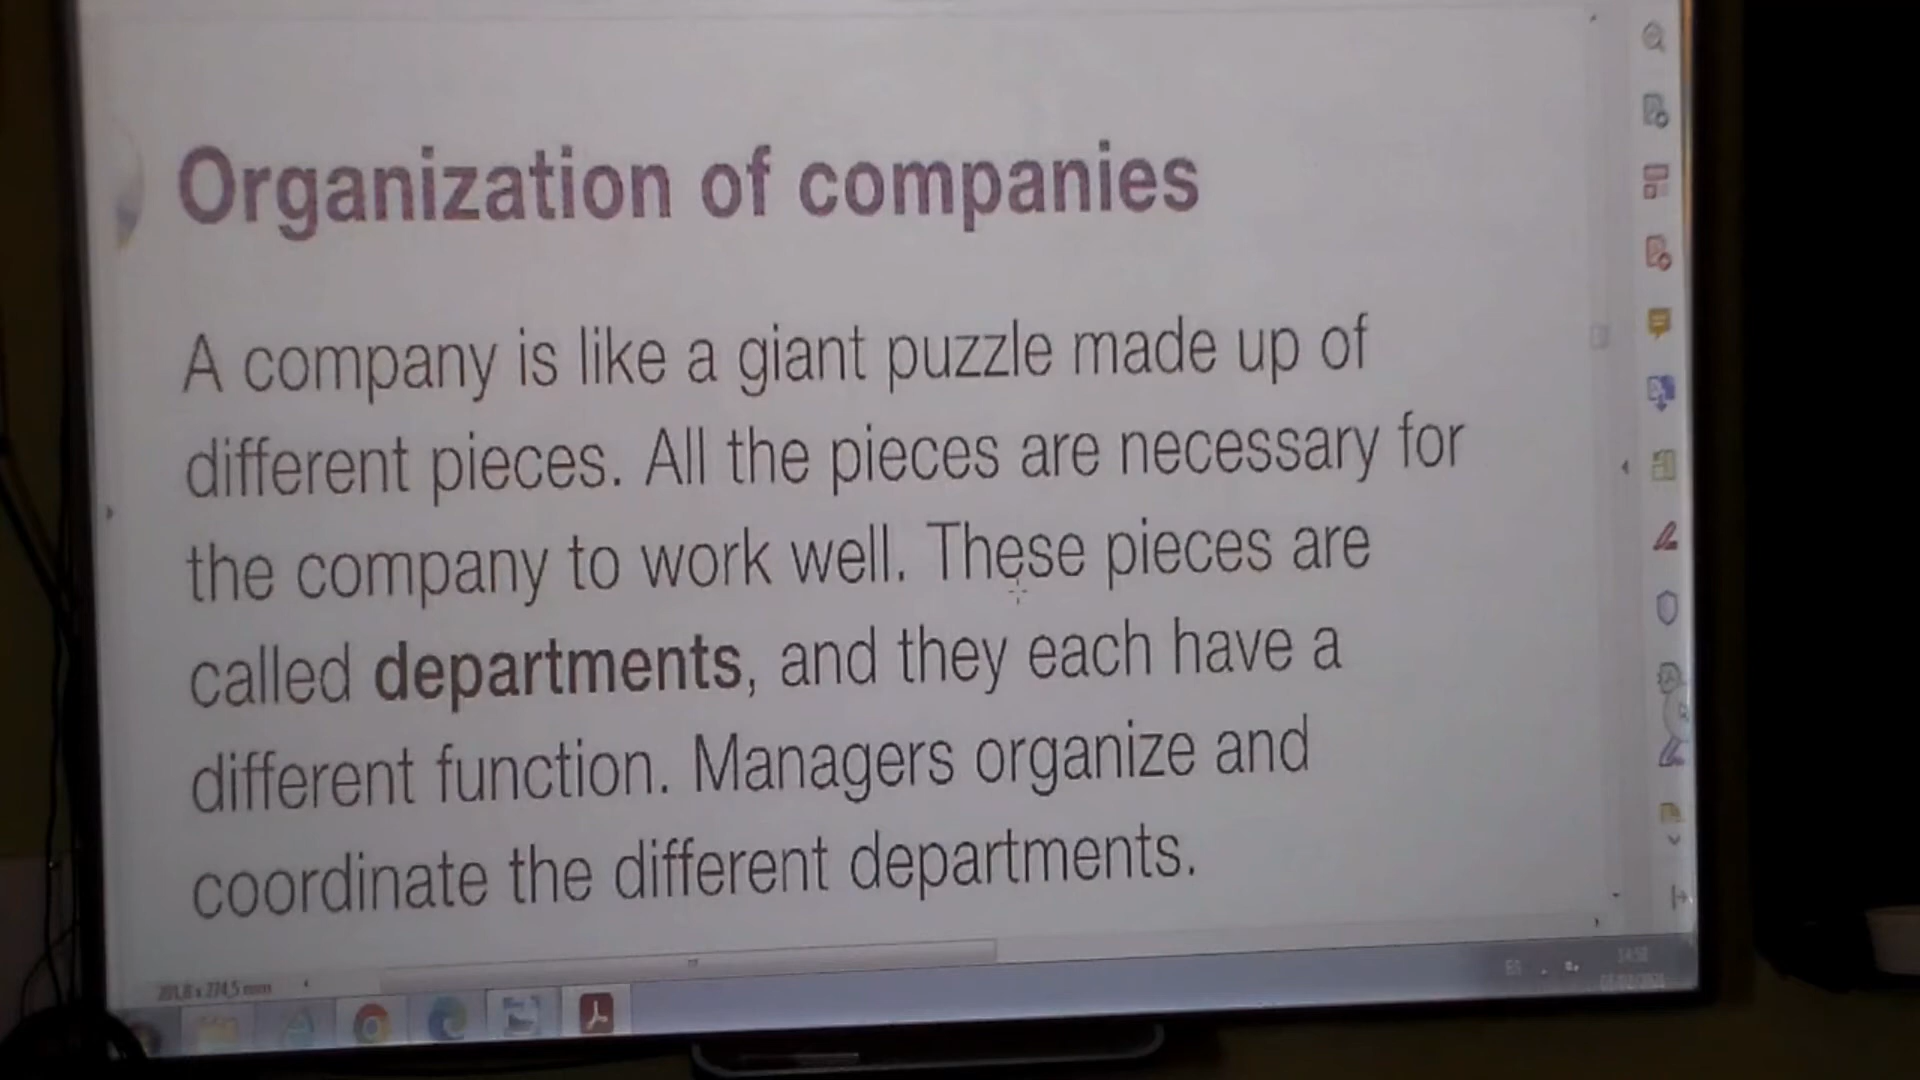 Organization of companies
A company is like a giant puzzle made up of
different pieces. All the pieces are necessary for
the company to work well. These pieces are
called departments, and they each have a
different function. Managers organize and
coordinate the different departments.
ES